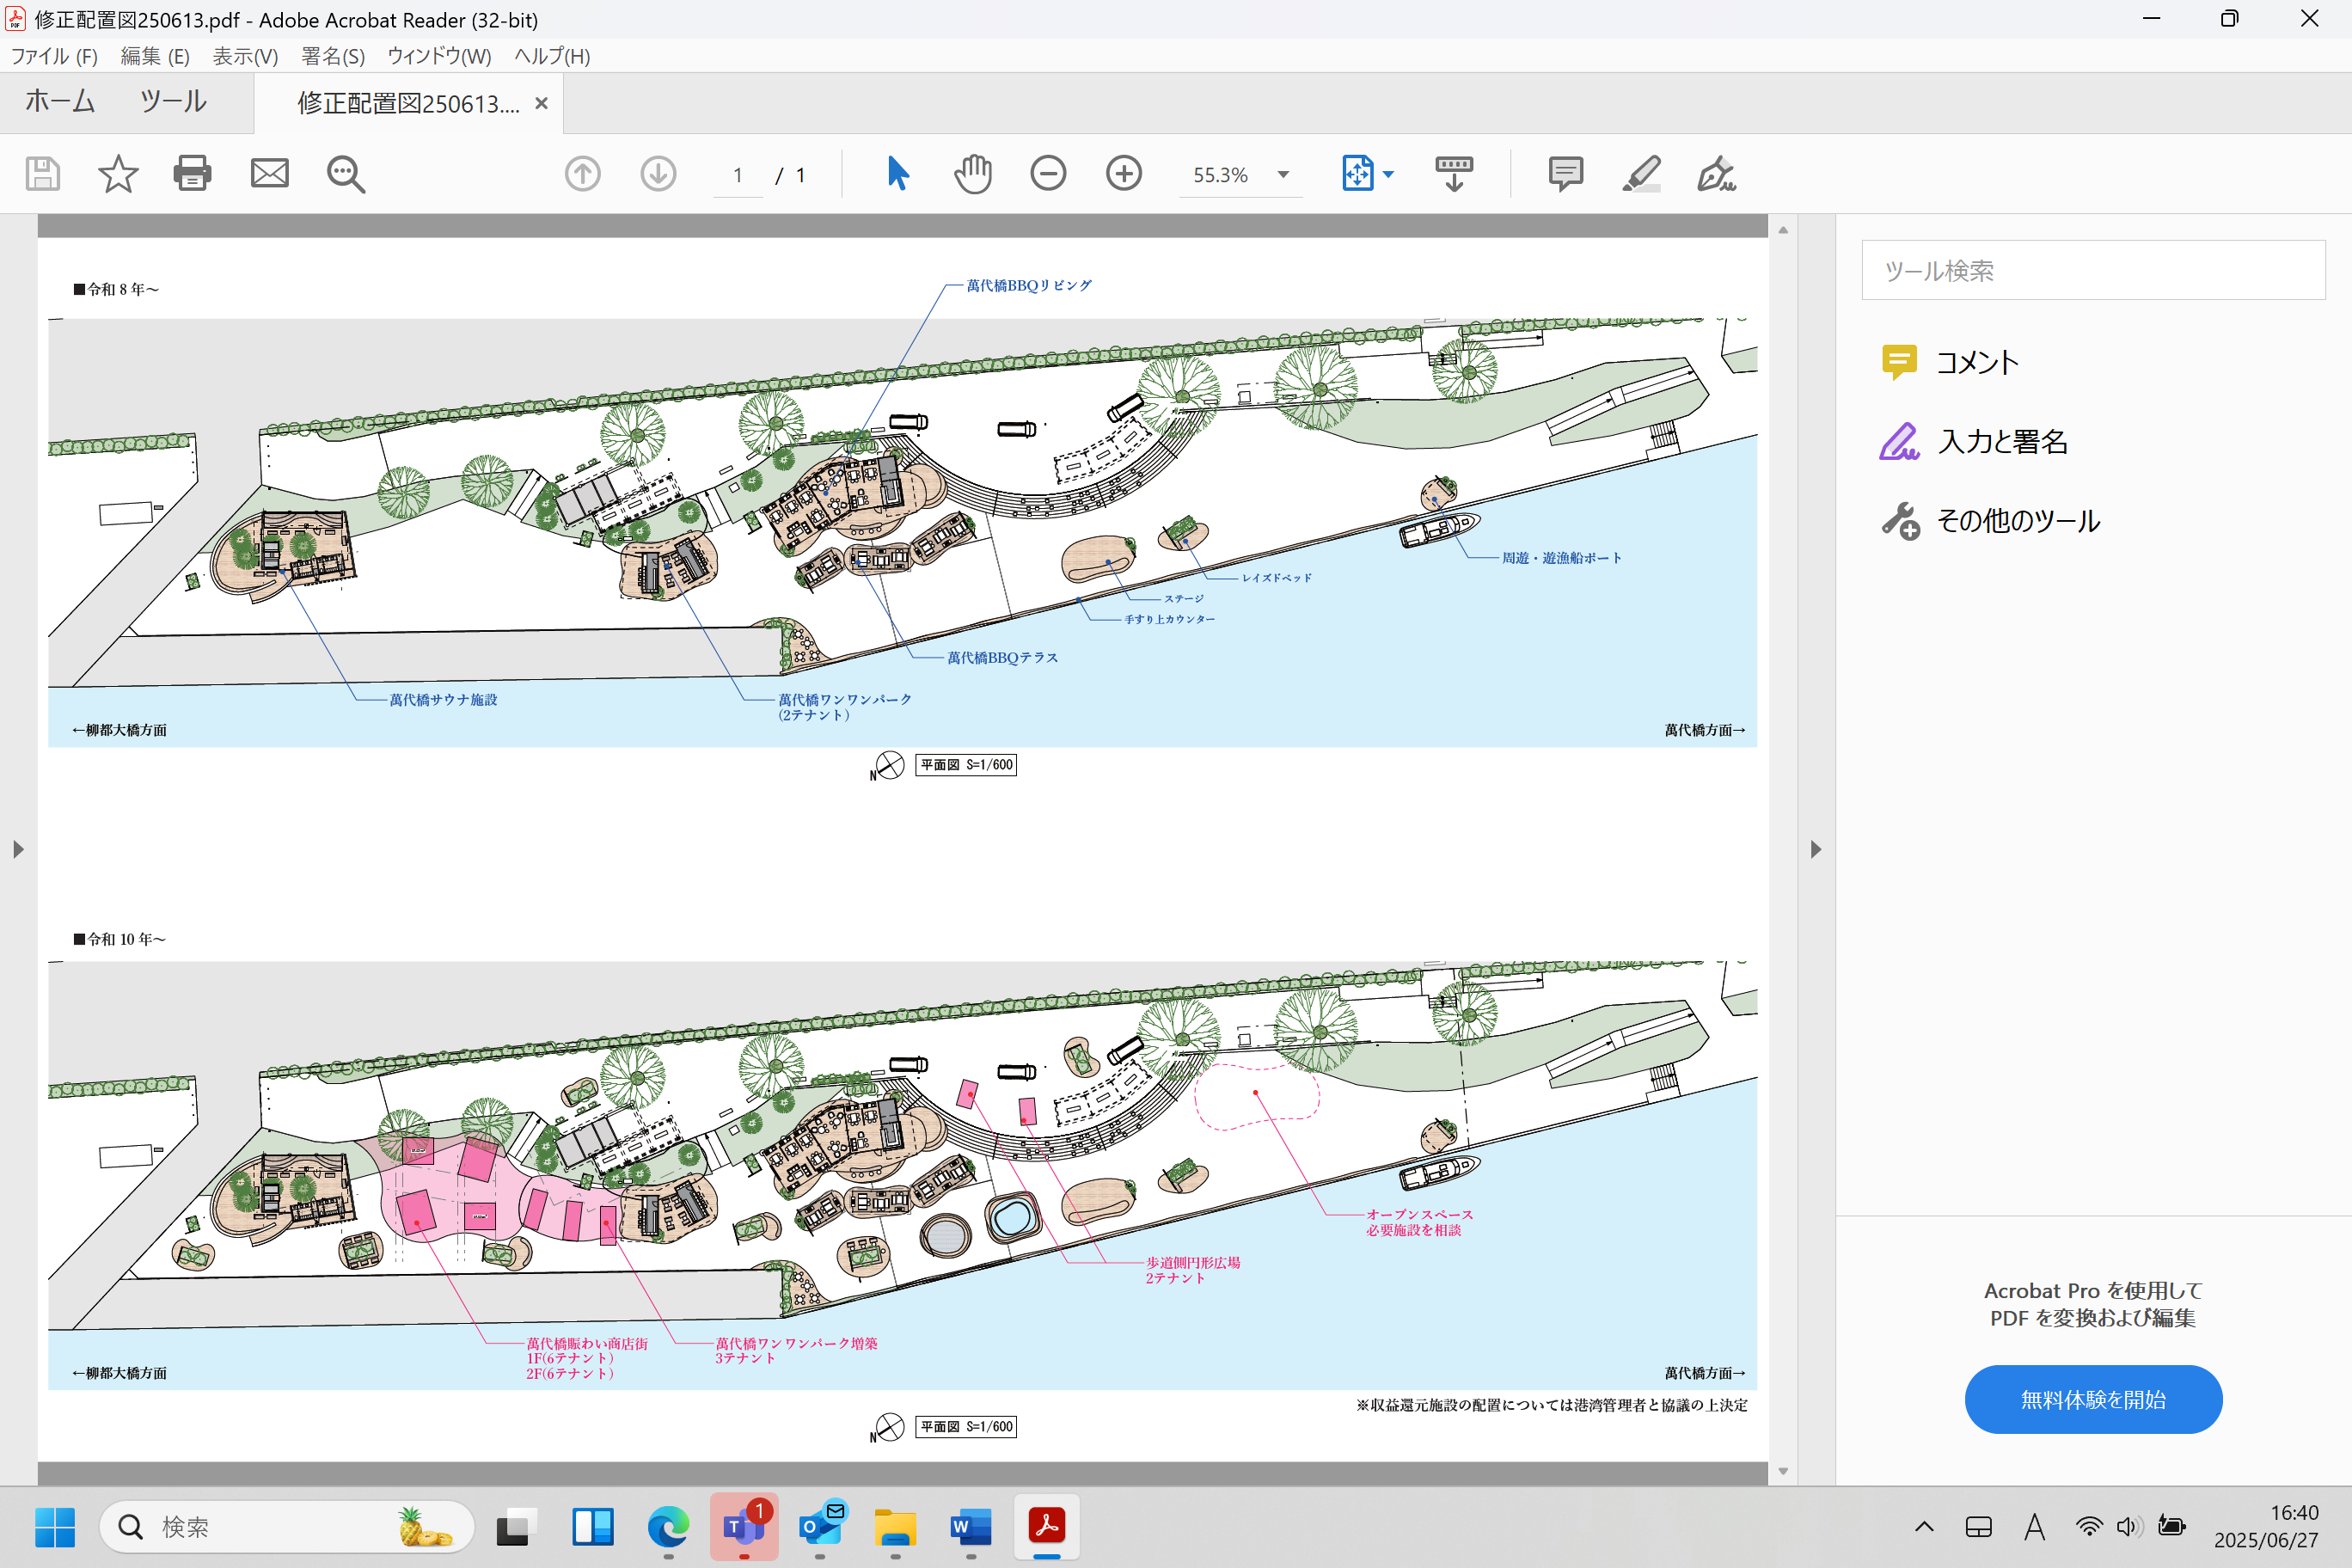 修正配置図250613.pdf - Adobe Acrobat Reader (32-bit)
ファイル (F) 編集 (E) 表示(V) 署名(S) ウィンドウ(W) ヘルプ(H)
ホーム ツール 修正配置図250613.... ×
1 / 1 55.3%
ツール検索
コメント
入力と署名
その他のツール
Acrobat Pro を使用して
PDF を変換および編集
無料体験を開始
■令和 8 年～
萬代橋BBQリビング
周遊・遊漁船ポート
レイズドベッド
ステージ
手すり上カウンター
萬代橋BBQテラス
萬代橋サウナ施設
萬代橋ワンワンパーク
(2テナント)
←柳都大橋方面
萬代橋方面→
N 平面図 S=1/600
■令和 10 年～
オープンスペース
必要施設を相談
歩道側円形広場
2テナント
萬代橋賑わい商店街
1F(6テナント)
2F(6テナント)
萬代橋ワンワンパーク増築
3テナント
←柳都大橋方面
萬代橋方面→
※収益還元施設の配置については港湾管理者と協議の上決定
N 平面図 S=1/600
検索
1
A
16:40
2025/06/27